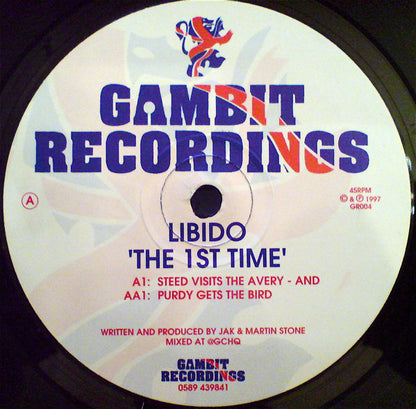 GAMBIT
RECORDINGS
A
45RPM
© & ℗ 1997
GR004
LIBIDO
'THE 1ST TIME'
A1: STEED VISITS THE AVERY - AND
AA1: PURDY GETS THE BIRD
WRITTEN AND PRODUCED BY JAK & MARTIN STONE
MIXED AT @GCHQ
GAMBIT
RECORDINGS
0589 439841